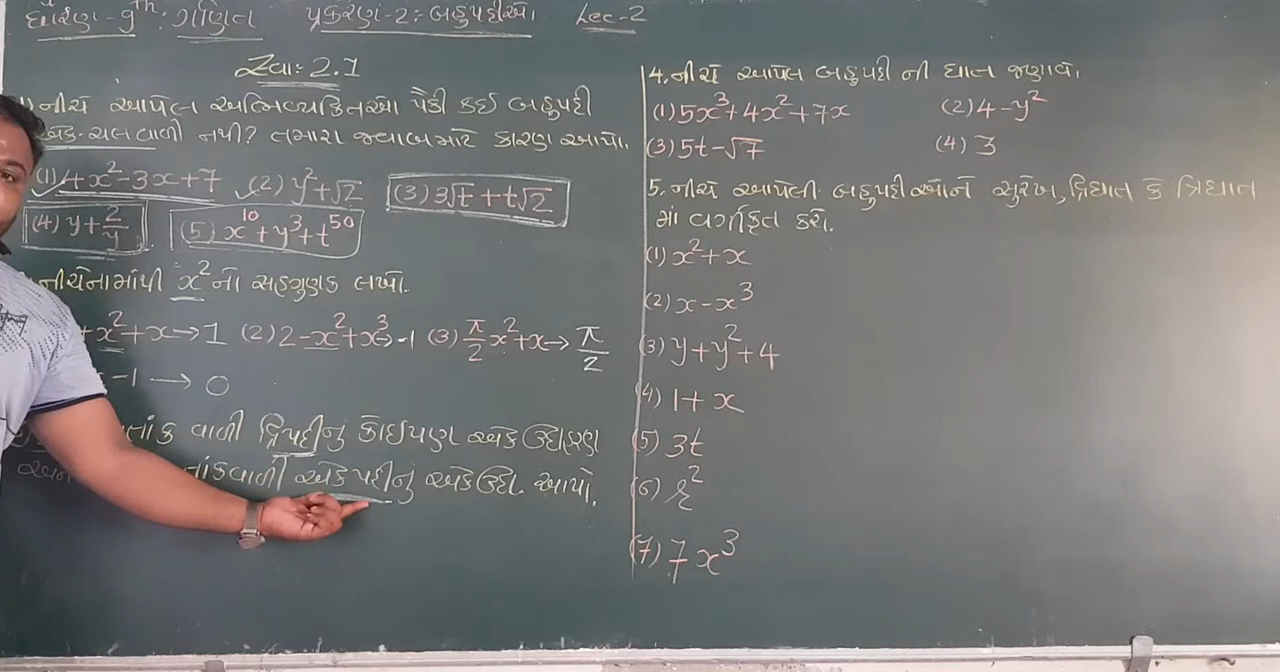 ધોરણ-9th: ગણિત પ્રકરણ-2: બહુપદીઓ. Lec-2
સ્વા: 2.1
નીચે આપેલ અભિવ્યક્તિઓ પૈકી કઈ બહુપદી
એક-ચલવાળી નથી? તમારા જવાબ માટે કારણ આપો.
(1) 4x²-3x+7 (2) y²+√2 (3) 3√t+t√2
(4) y+2/y (5) x¹⁰+y³+t⁵⁰
નીચેનામાંથી x² નો સહગુણક લખો.
+x²+x→1 (2) 2-x²+x³→-1 (3) π/2 x²+x→ π/2
-1 → 0
તાંક વાળી દ્વિપદીનું કોઈપણ એક ઉદાહરણ
અને તાંકવાળી એકપદીનું એક ઉદા. આપો.
4. નીચે આપેલ બહુપદી ની ઘાત જણાવો.
(1) 5x³+4x²+7x (2) 4-y²
(3) 5t-√7 (4) 3
5. નીચે આપેલી બહુપદીઓને સુરેખ, દ્વિઘાત કે ત્રિઘાત
માં વર્ગીકૃત કરો.
(1) x²+x
(2) x-x³
(3) y+y²+4
(4) 1+x
(5) 3t
(6) r²
(7) 7x³